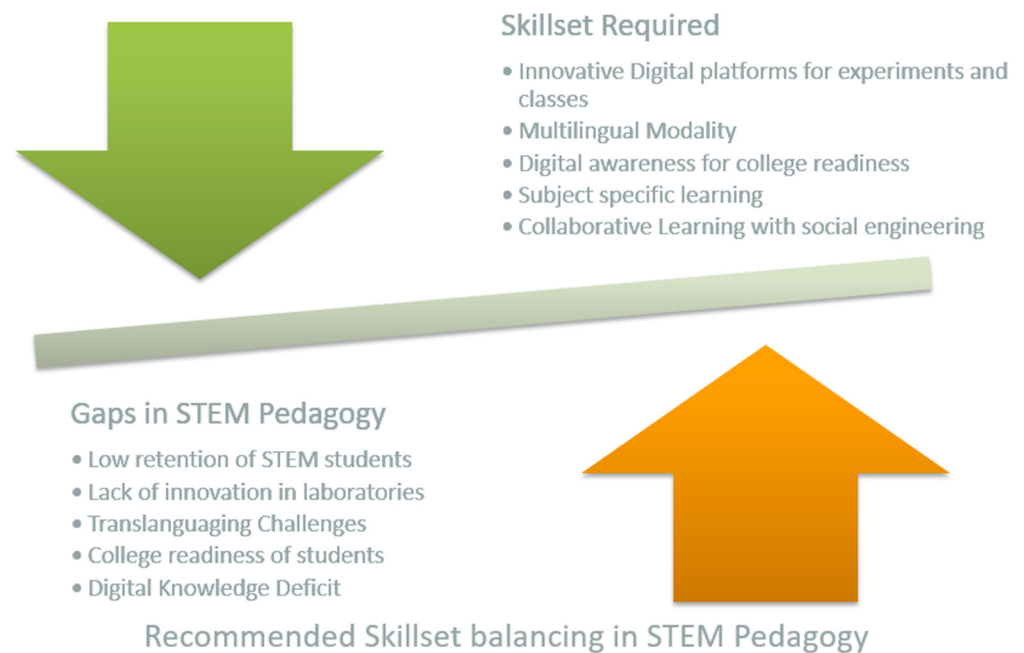 Skillset Required
• Innovative Digital platforms for experiments and
classes
• Multilingual Modality
• Digital awareness for college readiness
• Subject specific learning
• Collaborative Learning with social engineering
Gaps in STEM Pedagogy
• Low retention of STEM students
• Lack of innovation in laboratories
• Translanguaging Challenges
• College readiness of students
• Digital Knowledge Deficit
Recommended Skillset balancing in STEM Pedagogy